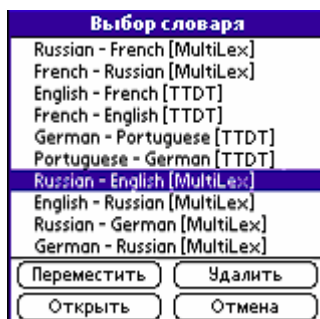 Выбор словаря
Russian - French [MultiLex]
French - Russian [MultiLex]
English - French [TTDT]
French - English [TTDT]
German - Portuguese [TTDT]
Portuguese - German [TTDT]
Russian - English [MultiLex]
English - Russian [MultiLex]
Russian - German [MultiLex]
German - Russian [MultiLex]
Переместить Удалить
Открыть Отмена